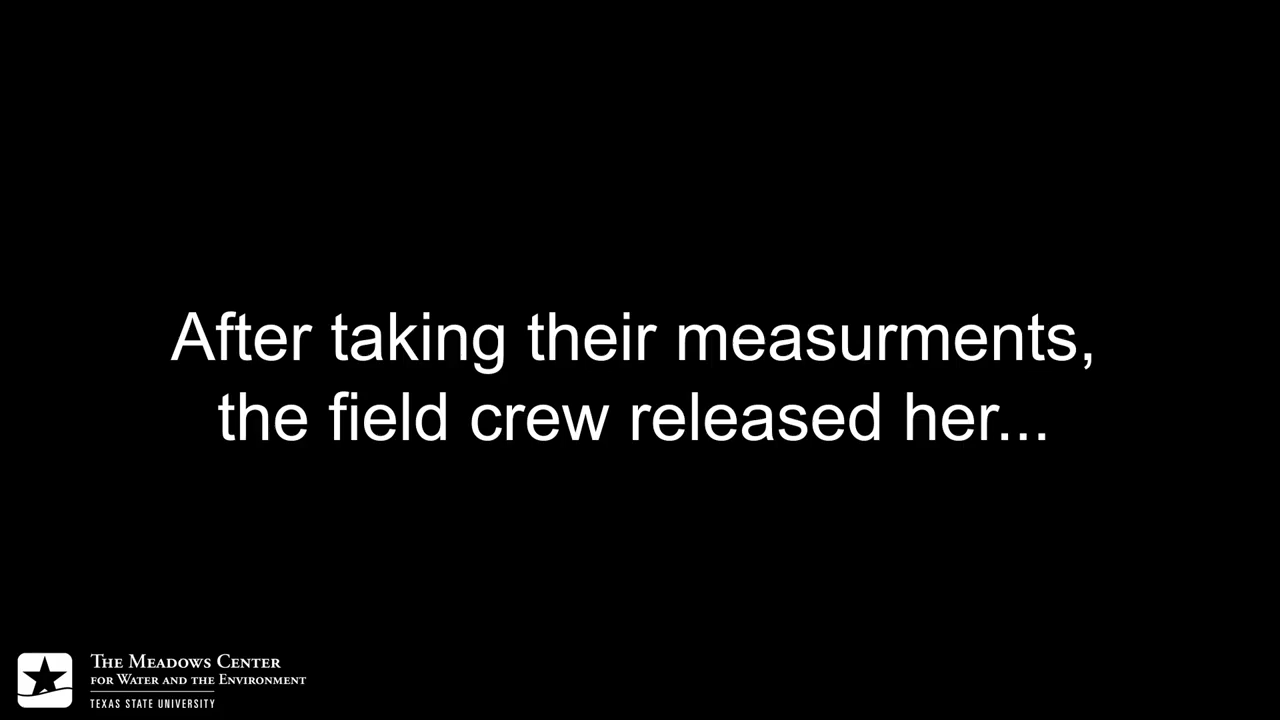 After taking their measurments,
the field crew released her...
THE MEADOWS CENTER
FOR WATER AND THE ENVIRONMENT
TEXAS STATE UNIVERSITY